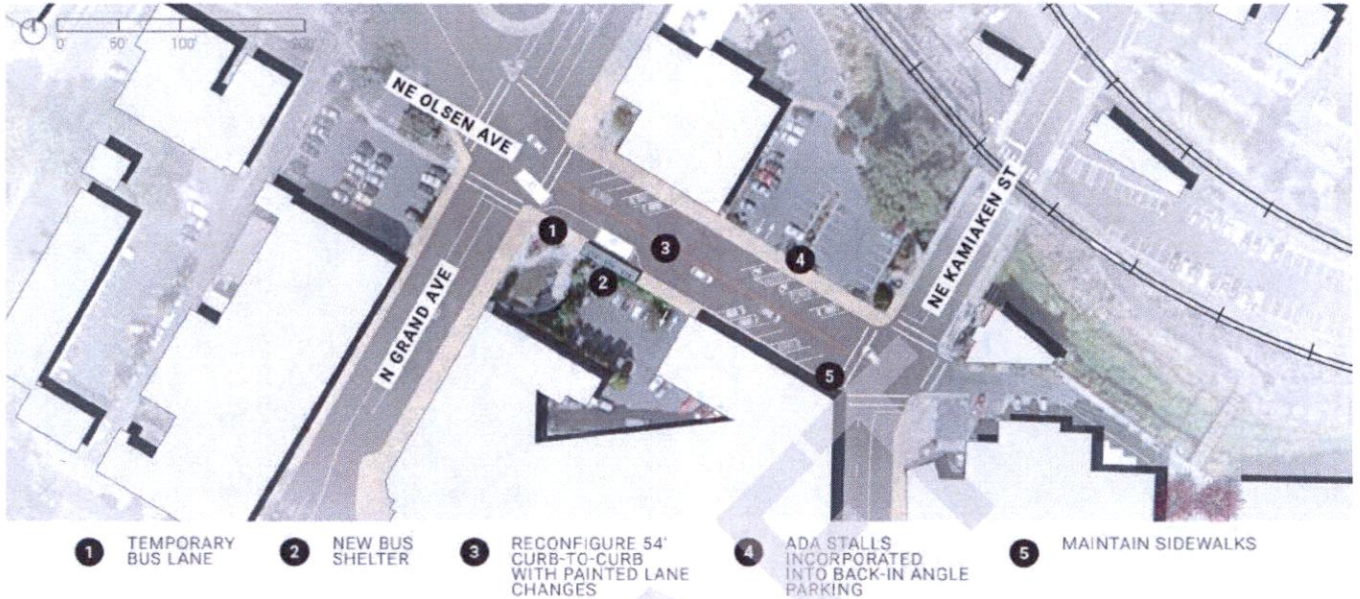 0' 60' 100' 200'
NE OLSEN AVE
N GRAND AVE
NE KAMIAKEN ST
1
2
3
4
5
1 TEMPORARY
BUS LANE
2 NEW BUS
SHELTER
3 RECONFIGURE 54'
CURB-TO-CURB
WITH PAINTED LANE
CHANGES
4 ADA STALLS
INCORPORATED
INTO BACK-IN ANGLE
PARKING
5 MAINTAIN SIDEWALKS